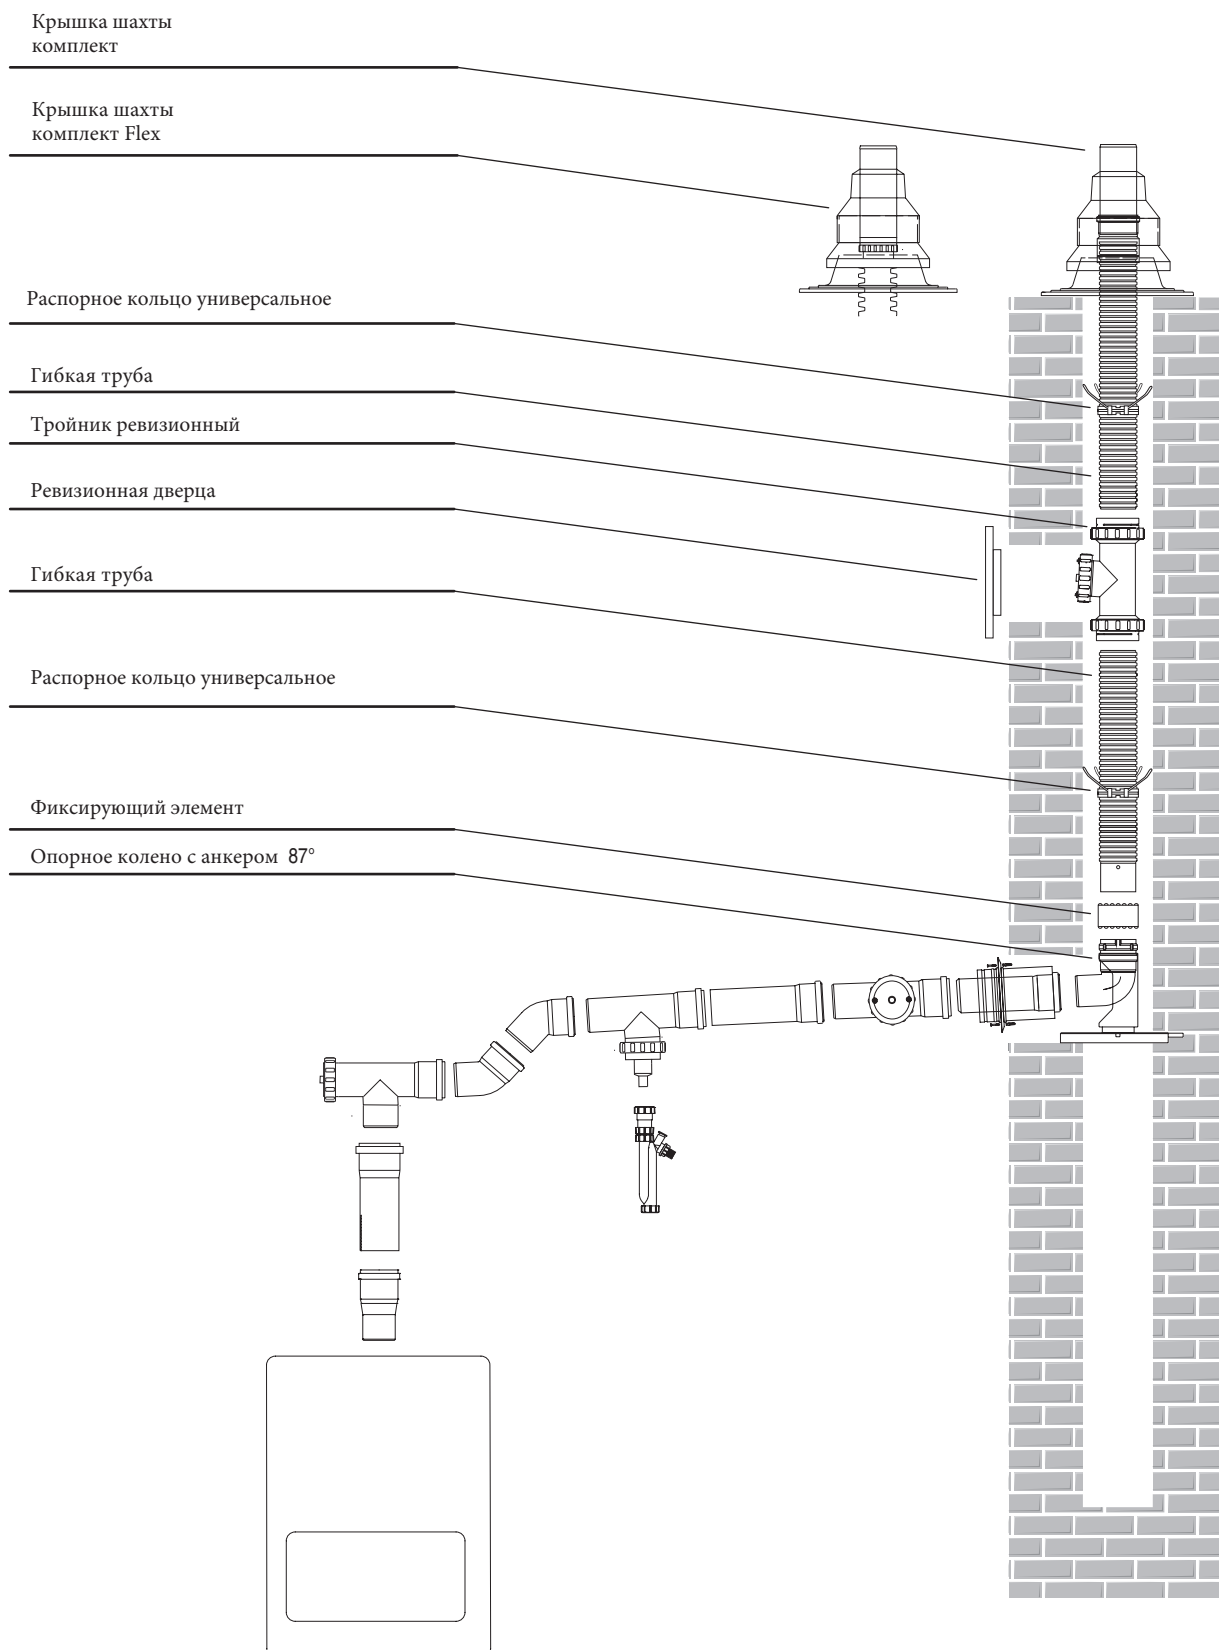 Крышка шахты
комплект
Крышка шахты
комплект Flex
Распорное кольцо универсальное
Гибкая труба
Тройник ревизионный
Ревизионная дверца
Гибкая труба
Распорное кольцо универсальное
Фиксирующий элемент
Опорное колено с анкером 87°